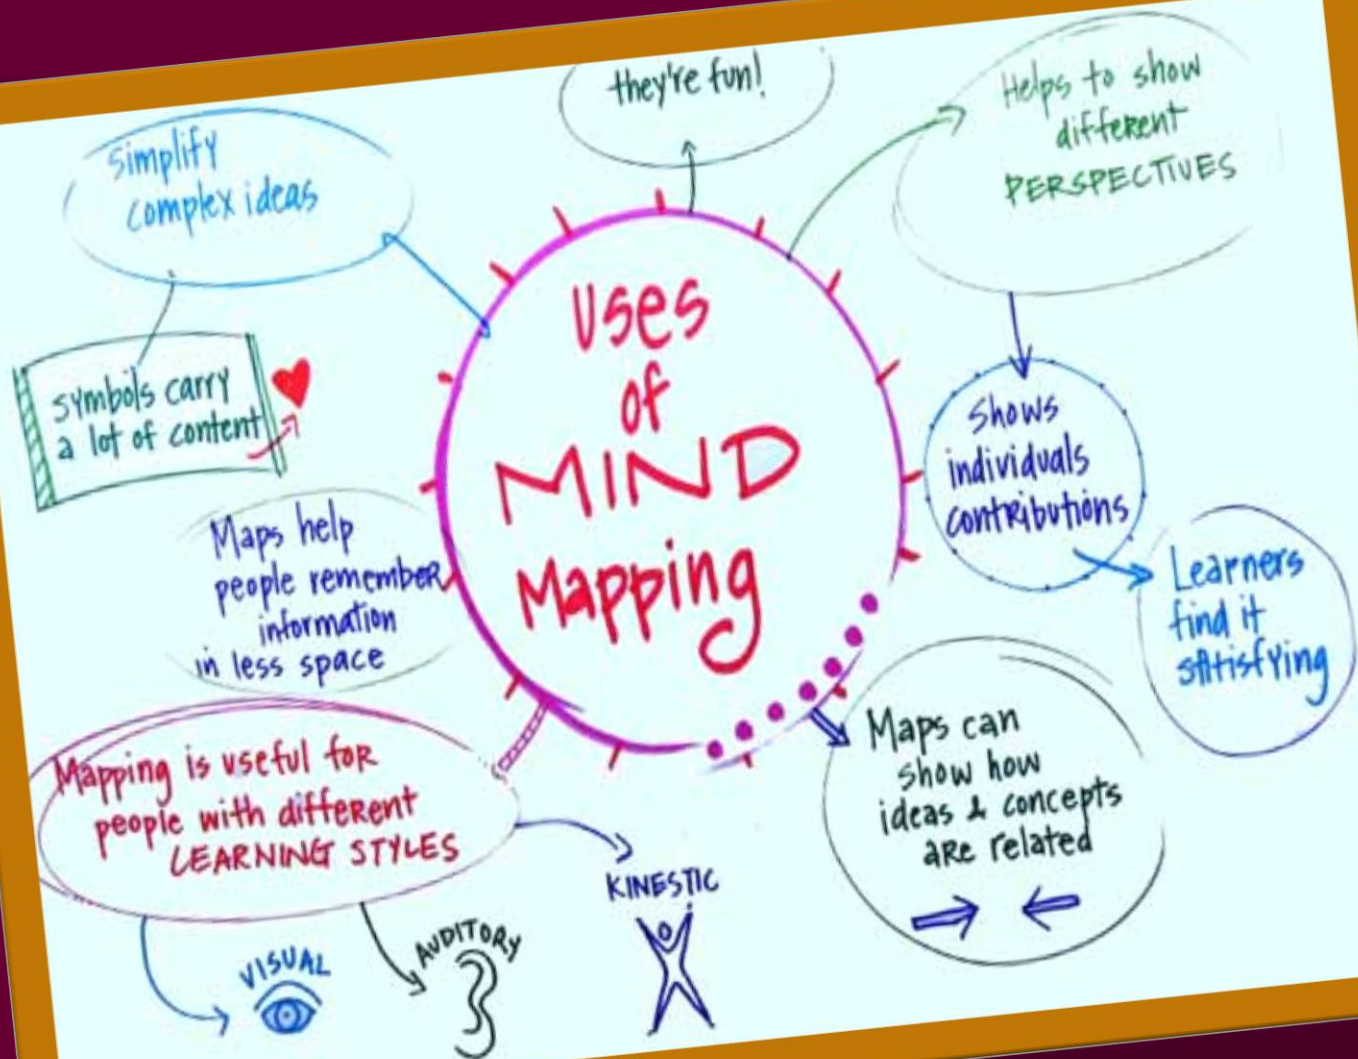 they're fun!
Helps to show
different
PERSPECTIVES
Simplify
complex ideas
symbols carry
a lot of content
uses
of
MIND
Mapping
Shows
individuals
contributions
Maps help
people remember
information
in less space
Learners
find it
satisfying
Mapping is useful for
people with different
LEARNING STYLES
Maps can
show how
ideas & concepts
are related
KINESTIC
VISUAL
AUDITORY